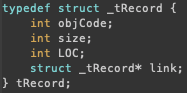 typedef struct _tRecord {
    int objCode;
    int size;
    int LOC;
    struct _tRecord* link;
} tRecord;